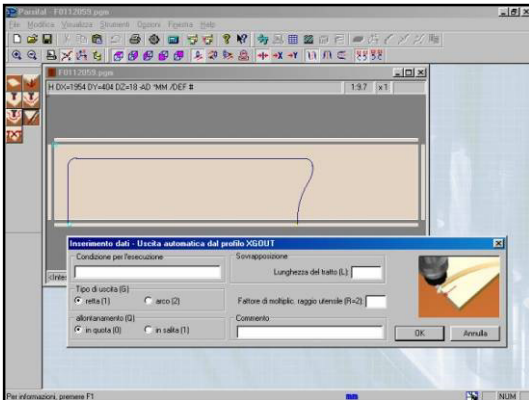 Panital - F0112059.pgm
File Modifica Visualizza Strumenti Opzioni Finestra Help
F0112059.pgm
H DX=1954 DY=404 DZ=18 -AD *MM /DEF #
1:9.7 x1
TXT
Inserimento dati - Uscita automatica dal profilo XGOUT
Condizione per l'esecuzione
Sovrapposizione:
Lunghezza del tratto (L):
Tipo di uscita (G)
retta (1) arco (2)
Fattore di moltiplic. raggio utensile (R=2):
allontanamento (Q)
in quota (0) in salita (1)
Commento
OK Annulla
Per informazioni, premere F1
mm
NUM